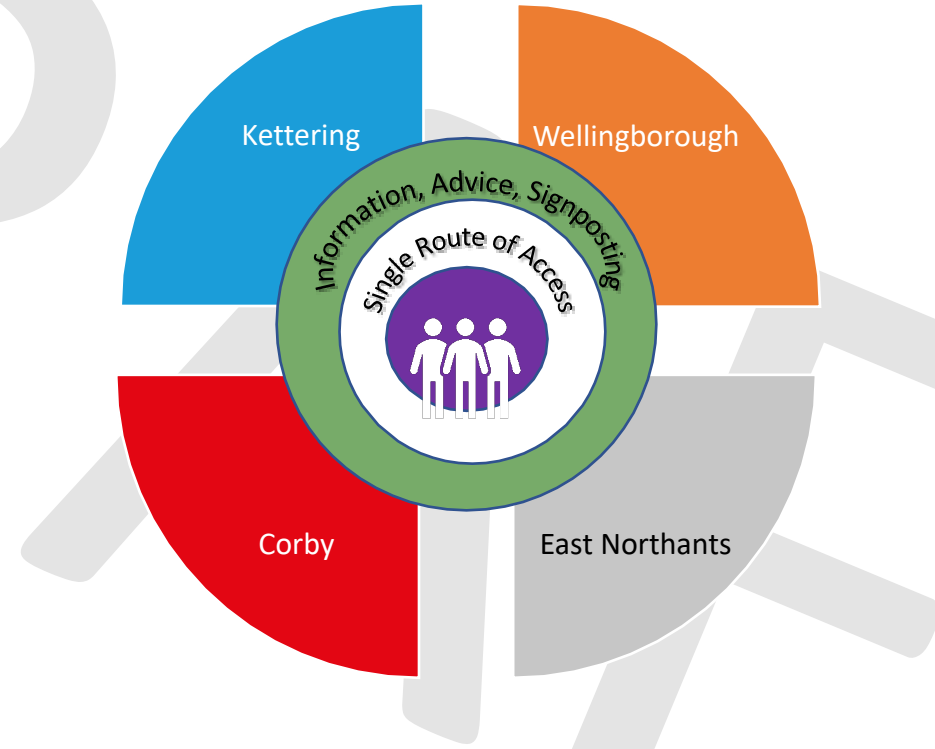 Kettering
Wellingborough
Information, Advice, Signposting
Single Route of Access
Corby
East Northants